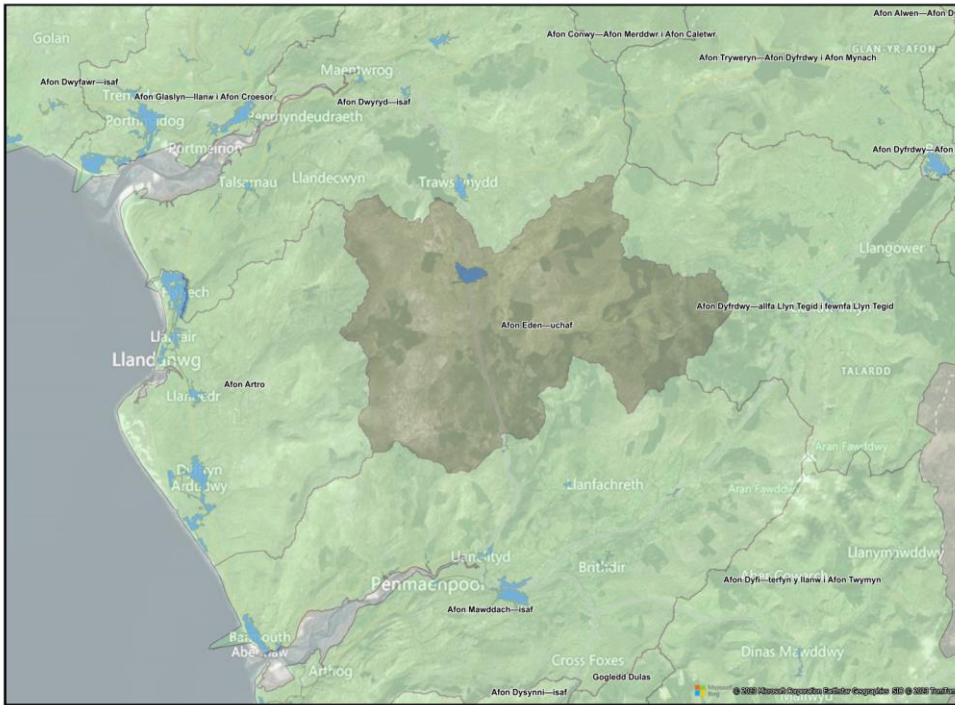 Afon Alwen—Afon D
Golan
Afon Conwy—Afon Merddwr i Afon Caletwr
GLAN-YR-AFON
Afon Tryweryn—Afon Dyfrdwy i Afon Mynach
Maentwrog
Afon Dwyfawr—isaf
Afon Glaslyn—llanw i Afon Croesor
Afon Dwyryd—isaf
Penrhyndeudraeth
Portmeirion
Afon Dyfrdwy—Afon
Talsarnau
Llandecwyn
Llangower
Afon Dyfrdwy—allfa Llyn Tegid i fewnfa Llyn Tegid
Afon Eden—uchaf
TALARDD
Afon Artro
Aran Fawddwy
Aran Fawddwy
Llanfachreth
Llanymawddwy
Brithdir
Penmaenpool
Afon Dyfi—terfyn y llanw i Afon Twymyn
Afon Mawddach—isaf
Dinas Mawddwy
Cross Foxes
Arthog
Gogledd Dulas
Afon Dysynni—isaf
Microsoft
Bing
© 2023 Microsoft Corporation Earthstar Geographics SIO © 2023 TomTom